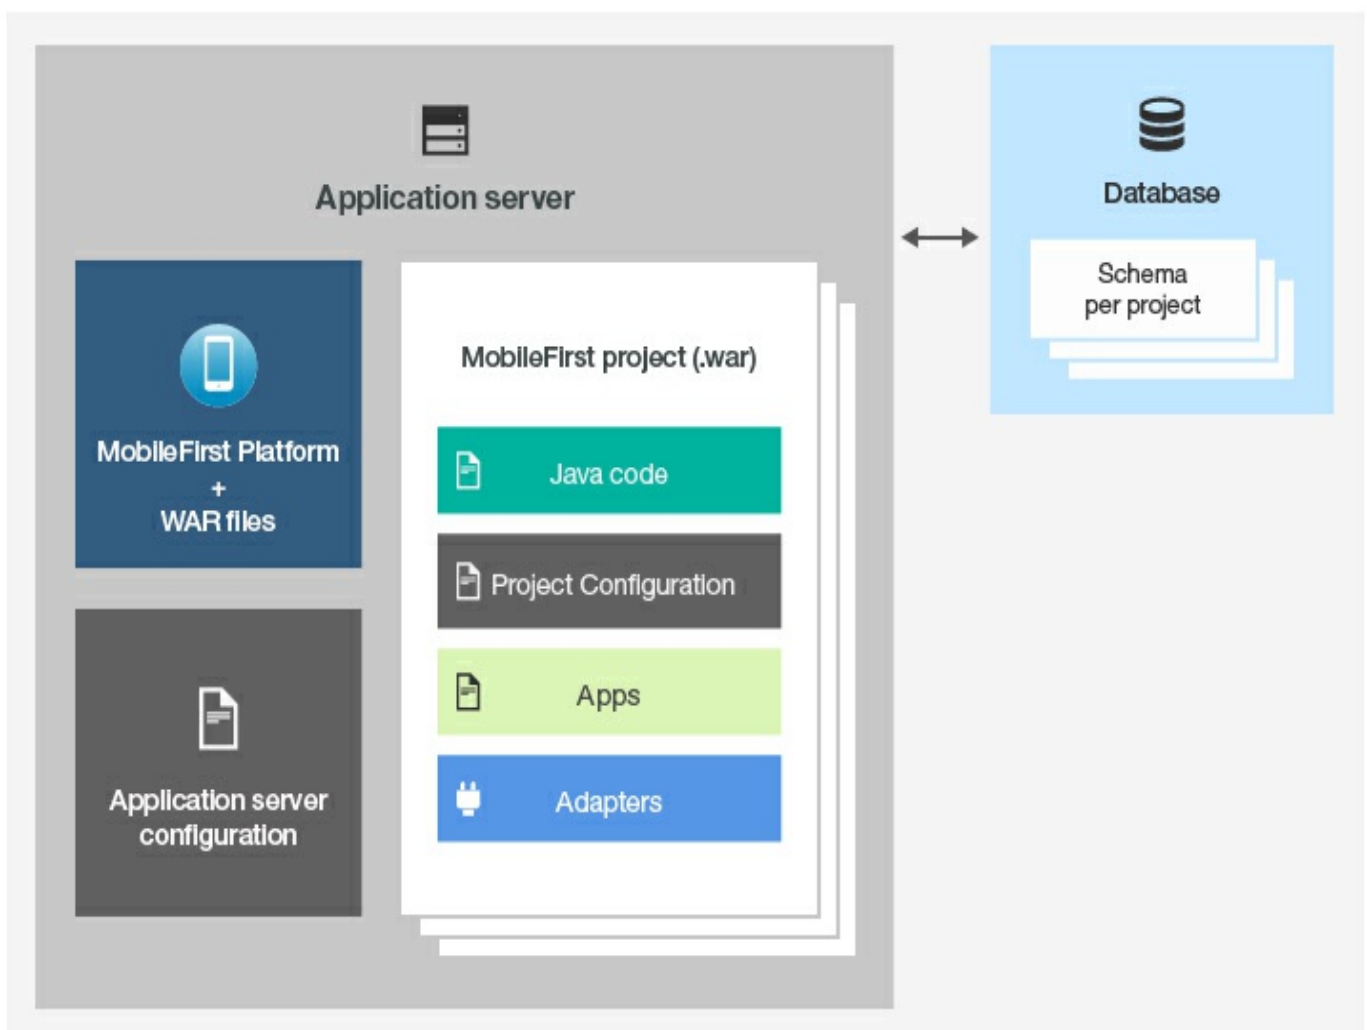 Application server
MobileFirst Platform
+
WAR files
Application server
configuration
MobileFirst project (.war)
Java code
Project Configuration
Apps
Adapters
Database
Schema
per project